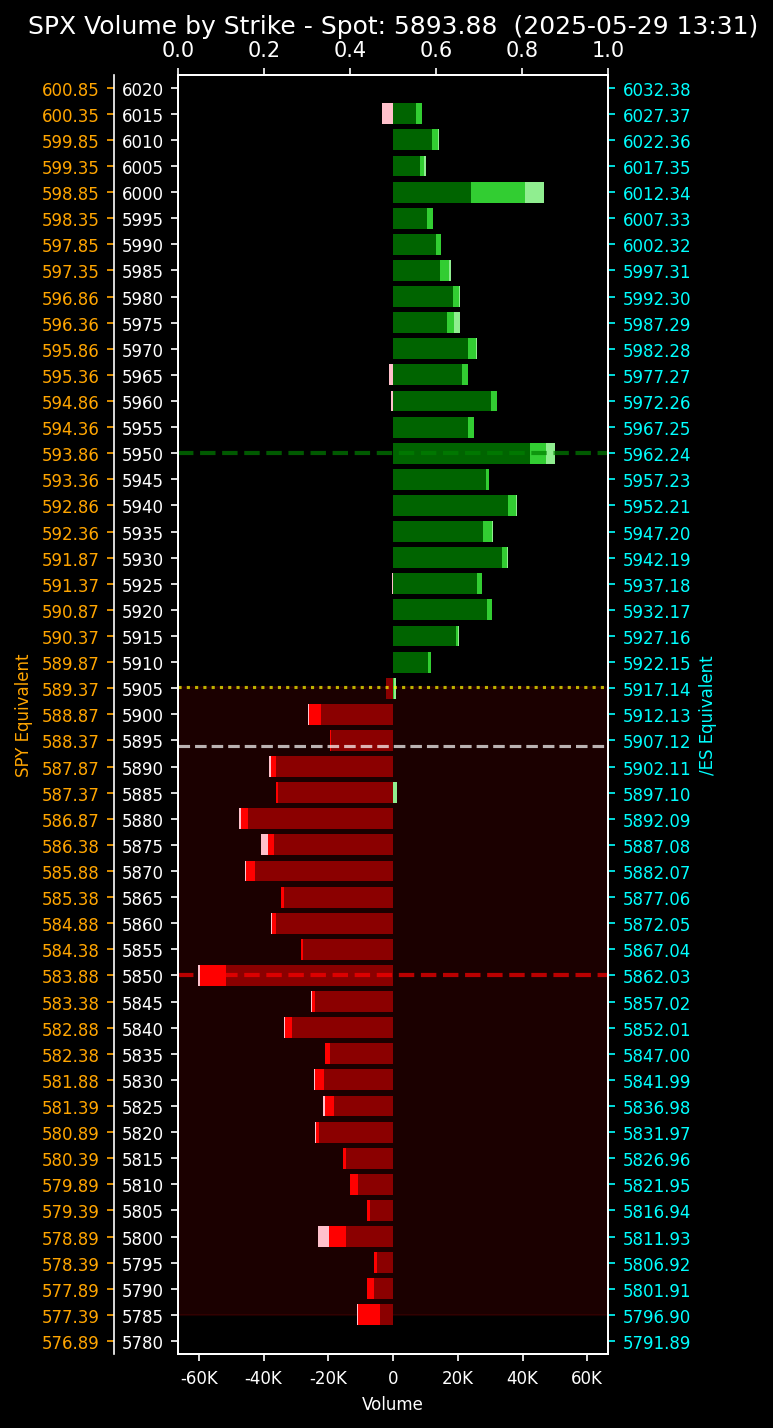 SPX Volume by Strike - Spot: 5893.88 (2025-05-29 13:31)
0.0 0.2 0.4 0.6 0.8 1.0
600.85 6020 6032.38
600.35 6015 6027.37
599.85 6010 6022.36
599.35 6005 6017.35
598.85 6000 6012.34
598.35 5995 6007.33
597.85 5990 6002.32
597.35 5985 5997.31
596.86 5980 5992.30
596.36 5975 5987.29
595.86 5970 5982.28
595.36 5965 5977.27
594.86 5960 5972.26
594.36 5955 5967.25
593.86 5950 5962.24
593.36 5945 5957.23
592.86 5940 5952.21
592.36 5935 5947.20
591.87 5930 5942.19
591.37 5925 5937.18
590.87 5920 5932.17
590.37 5915 5927.16
589.87 5910 5922.15
589.37 5905 5917.14
588.87 5900 5912.13
588.37 5895 5907.12
587.87 5890 5902.11
587.37 5885 5897.10
586.87 5880 5892.09
586.38 5875 5887.08
585.88 5870 5882.07
585.38 5865 5877.06
584.88 5860 5872.05
584.38 5855 5867.04
583.88 5850 5862.03
583.38 5845 5857.02
582.88 5840 5852.01
582.38 5835 5847.00
581.88 5830 5841.99
581.39 5825 5836.98
580.89 5820 5831.97
580.39 5815 5826.96
579.89 5810 5821.95
579.39 5805 5816.94
578.89 5800 5811.93
578.39 5795 5806.92
577.89 5790 5801.91
577.39 5785 5796.90
576.89 5780 5791.89
SPY Equivalent
/ES Equivalent
-60K -40K -20K 0 20K 40K 60K
Volume